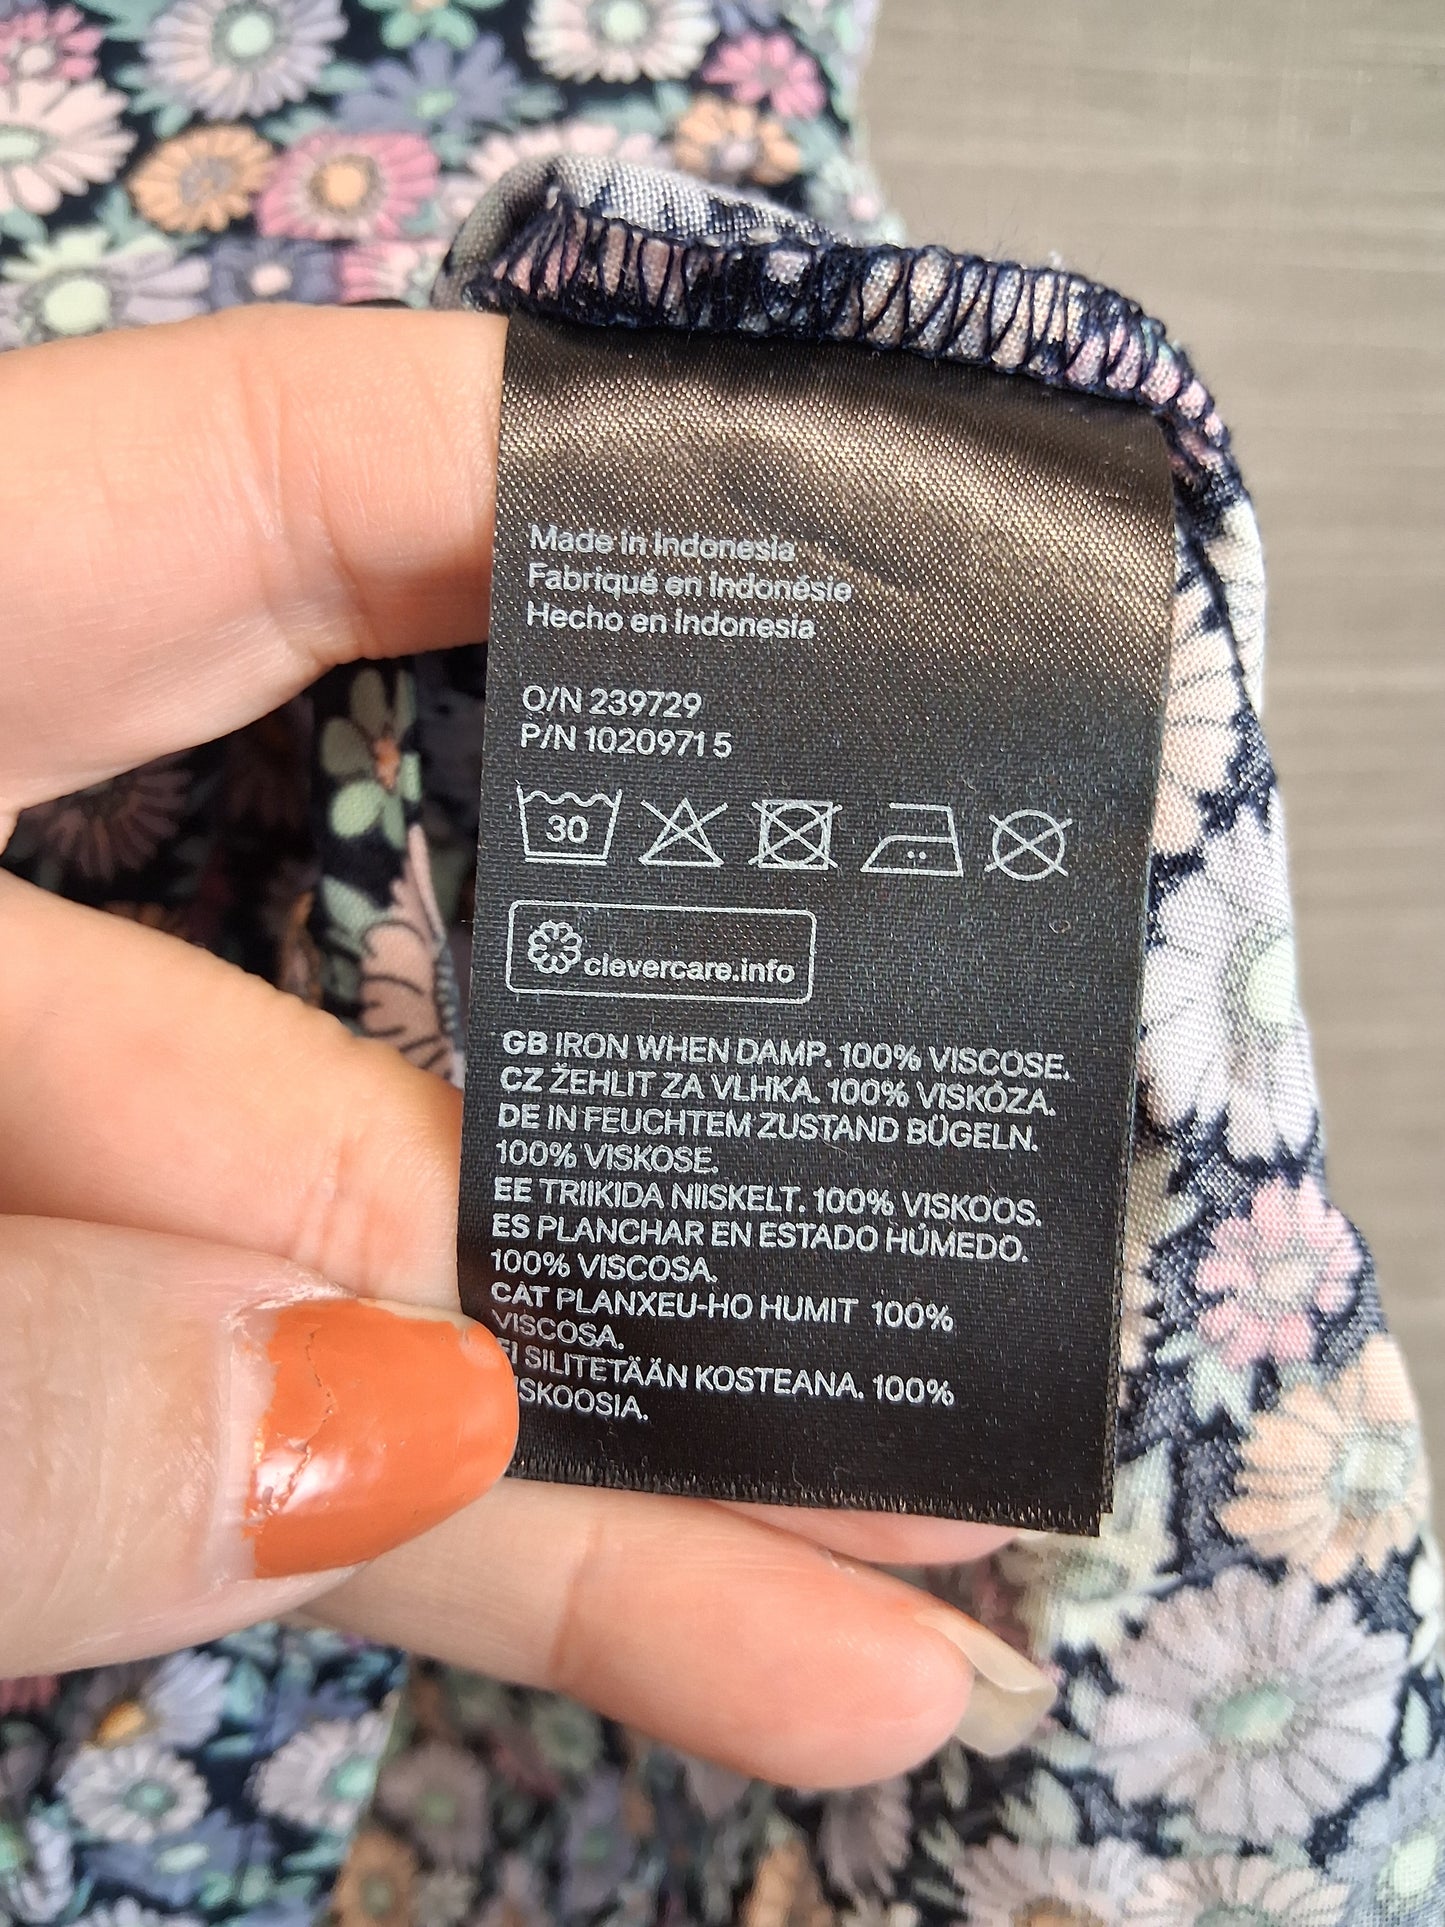 Made in Indonesia
Fabriqué en Indonésie
Hecho en Indonesia
O/N 239729
P/N 10209715
30
clevercare.info
GB IRON WHEN DAMP. 100% VISCOSE.
CZ ŽEHLIT ZA VLHKA. 100% VISKÓZA.
DE IN FEUCHTEM ZUSTAND BÜGELN.
100% VISKOSE.
EE TRIIKIDA NIISKELT. 100% VISKOOS.
ES PLANCHAR EN ESTADO HÚMEDO.
100% VISCOSA.
CAT PLANXEU-HO HUMIT 100%
VISCOSA.
SILITETÄÄN KOSTEANA. 100%